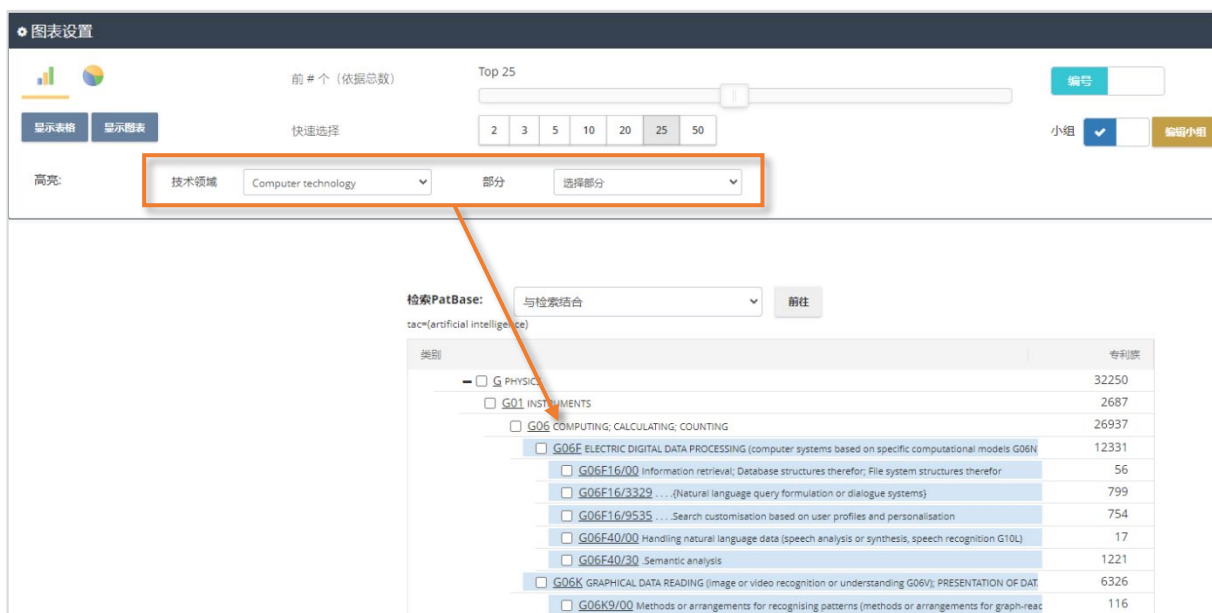 图表设置
前 # 个（依据总数） Top 25 编号
显示表格 显示图表 快速选择 2 3 5 10 20 25 50 小组 编辑小组
高亮: 技术领域 Computer technology 部分 选择部分
检索PatBase: 与检索结合 前往
tac=(artificial intelligence)
类别 专利族
G PHYSICS 32250
G01 INSTRUMENTS 2687
G06 COMPUTING; CALCULATING; COUNTING 26937
G06F ELECTRIC DIGITAL DATA PROCESSING (computer systems based on specific computational models G06N 12331
G06F16/00 Information retrieval; Database structures therefor; File system structures therefor 56
G06F16/3329 . . . .{Natural language query formulation or dialogue systems} 799
G06F16/9535 . . . .Search customisation based on user profiles and personalisation 754
G06F40/00 Handling natural language data (speech analysis or synthesis, speech recognition G10L) 17
G06F40/30 .Semantic analysis 1221
G06K GRAPHICAL DATA READING (image or video recognition or understanding G06V); PRESENTATION OF DAT 6326
G06K9/00 Methods or arrangements for recognising patterns (methods or arrangements for graph-reac 116